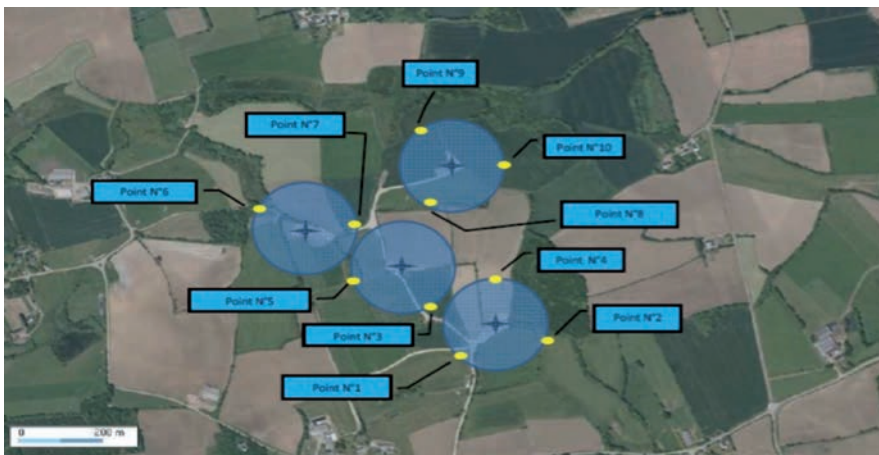 Point N°9
Point N°7
Point N°10
Point N°6
Point N°8
Point N°4
Point N°5
Point N°2
Point N°3
Point N°1
0 200 m